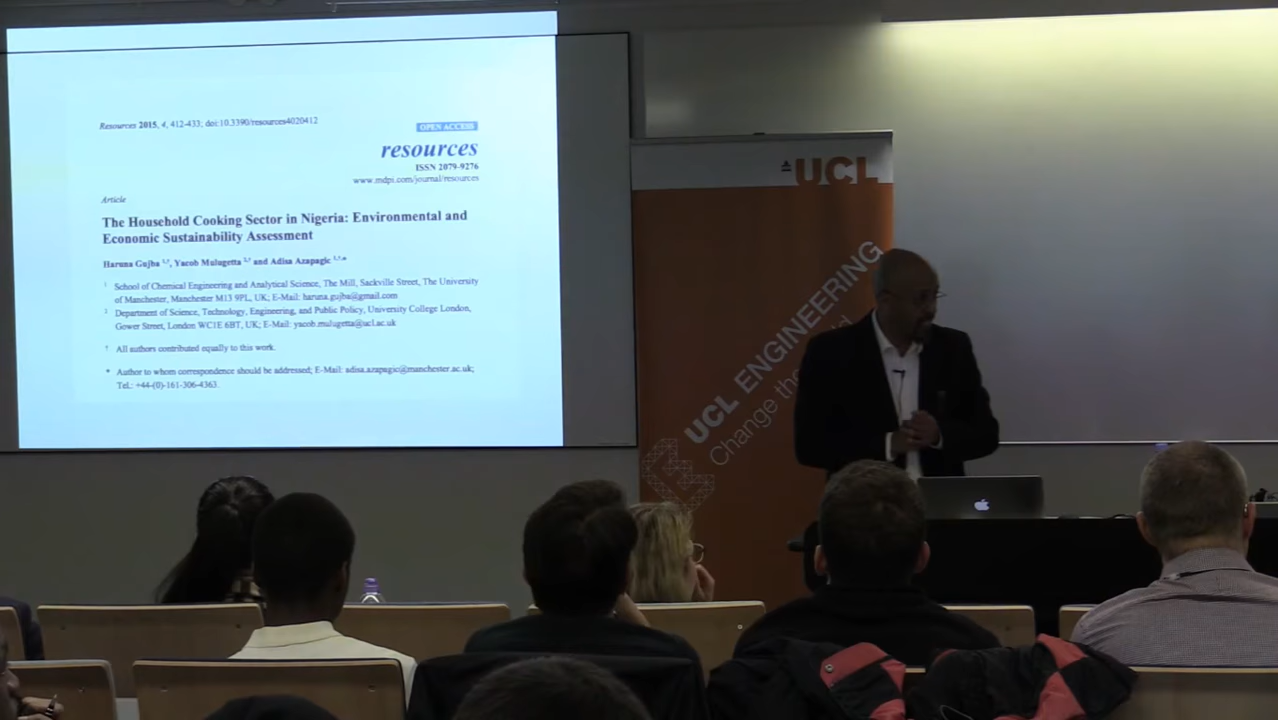 Resources 2015, 4, 412-433; doi:10.3390/resources4020412
OPEN ACCESS
resources
ISSN 2079-9276
www.mdpi.com/journal/resources
Article
The Household Cooking Sector in Nigeria: Environmental and
Economic Sustainability Assessment
Haruna Gujba 1,†, Yacob Mulugetta 2,† and Adisa Azapagic 1,†,*
1 School of Chemical Engineering and Analytical Science, The Mill, Sackville Street, The University
of Manchester, Manchester M13 9PL, UK; E-Mail: haruna.gujba@gmail.com
2 Department of Science, Technology, Engineering, and Public Policy, University College London,
Gower Street, London WC1E 6BT, UK; E-Mail: yacob.mulugetta@ucl.ac.uk
† All authors contributed equally to this work.
* Author to whom correspondence should be addressed; E-Mail: adisa.azapagic@manchester.ac.uk;
Tel.: +44-(0)-161-306-4363.
UCL
UCL ENGINEERING
Change the